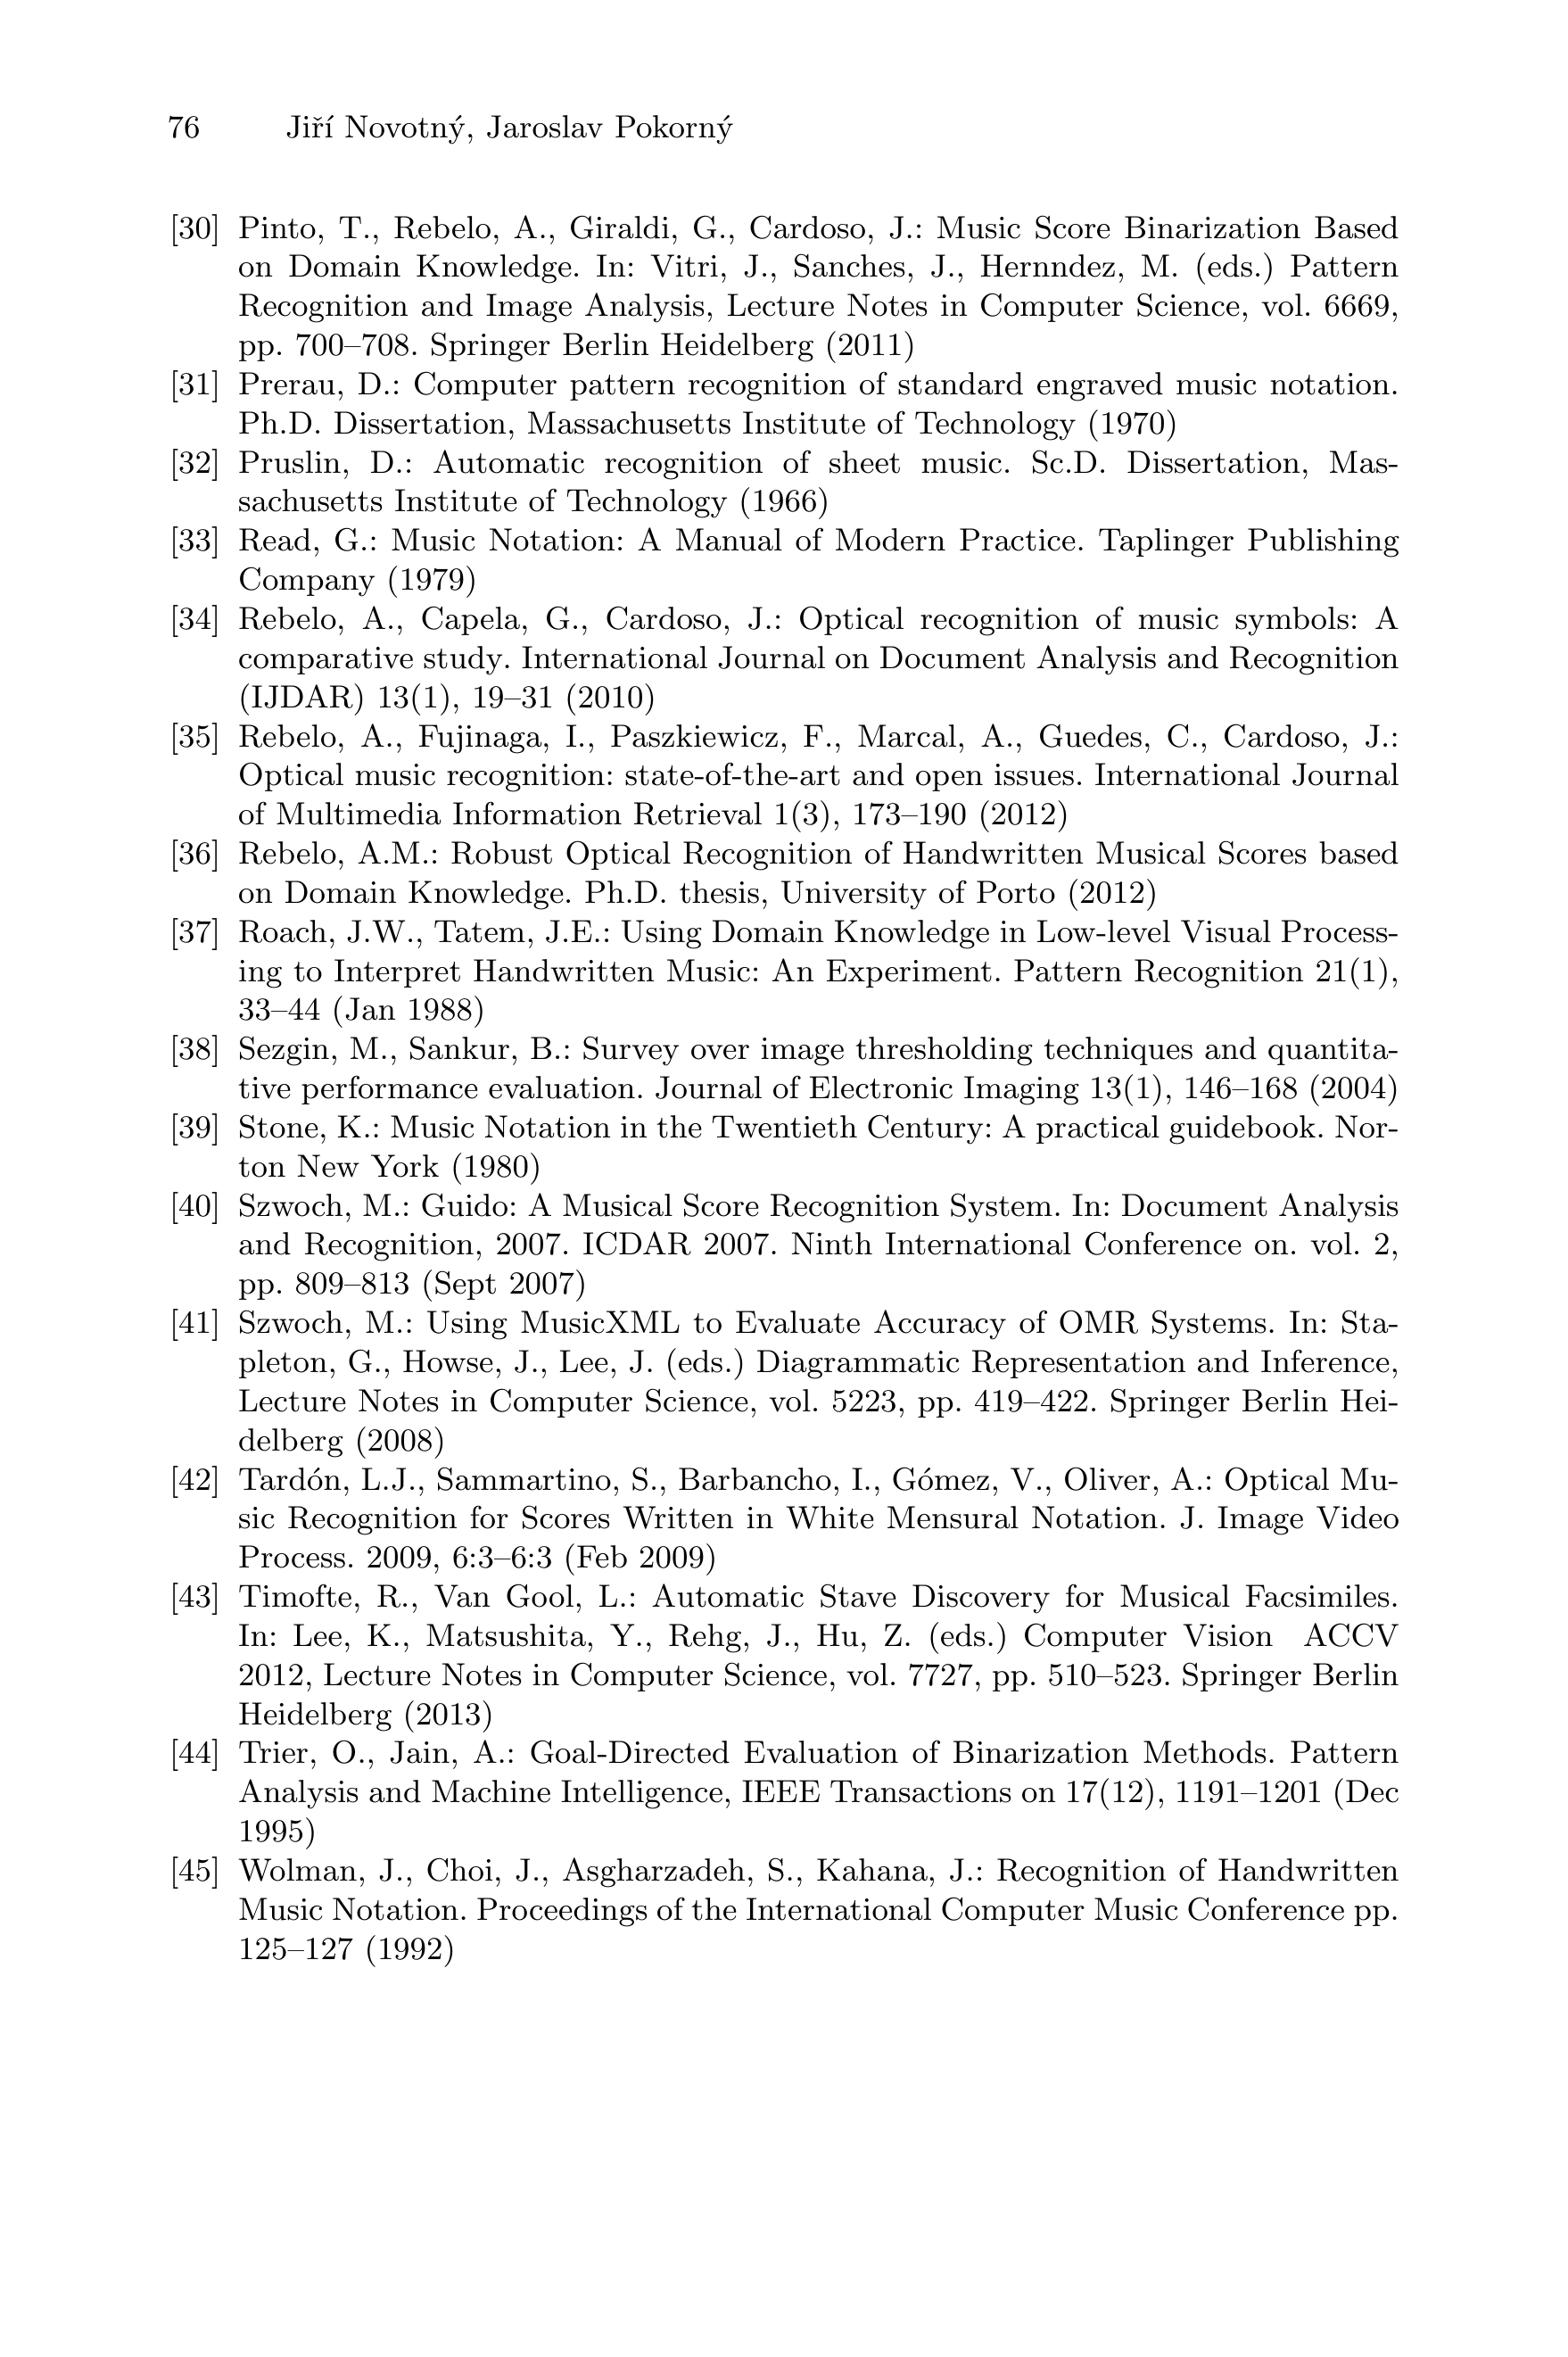 76 Jiří Novotný, Jaroslav Pokorný
[30] Pinto, T., Rebelo, A., Giraldi, G., Cardoso, J.: Music Score Binarization Based
on Domain Knowledge. In: Vitri, J., Sanches, J., Hernndez, M. (eds.) Pattern
Recognition and Image Analysis, Lecture Notes in Computer Science, vol. 6669,
pp. 700–708. Springer Berlin Heidelberg (2011)
[31] Prerau, D.: Computer pattern recognition of standard engraved music notation.
Ph.D. Dissertation, Massachusetts Institute of Technology (1970)
[32] Pruslin, D.: Automatic recognition of sheet music. Sc.D. Dissertation, Mas-
sachusetts Institute of Technology (1966)
[33] Read, G.: Music Notation: A Manual of Modern Practice. Taplinger Publishing
Company (1979)
[34] Rebelo, A., Capela, G., Cardoso, J.: Optical recognition of music symbols: A
comparative study. International Journal on Document Analysis and Recognition
(IJDAR) 13(1), 19–31 (2010)
[35] Rebelo, A., Fujinaga, I., Paszkiewicz, F., Marcal, A., Guedes, C., Cardoso, J.:
Optical music recognition: state-of-the-art and open issues. International Journal
of Multimedia Information Retrieval 1(3), 173–190 (2012)
[36] Rebelo, A.M.: Robust Optical Recognition of Handwritten Musical Scores based
on Domain Knowledge. Ph.D. thesis, University of Porto (2012)
[37] Roach, J.W., Tatem, J.E.: Using Domain Knowledge in Low-level Visual Process-
ing to Interpret Handwritten Music: An Experiment. Pattern Recognition 21(1),
33–44 (Jan 1988)
[38] Sezgin, M., Sankur, B.: Survey over image thresholding techniques and quantita-
tive performance evaluation. Journal of Electronic Imaging 13(1), 146–168 (2004)
[39] Stone, K.: Music Notation in the Twentieth Century: A practical guidebook. Nor-
ton New York (1980)
[40] Szwoch, M.: Guido: A Musical Score Recognition System. In: Document Analysis
and Recognition, 2007. ICDAR 2007. Ninth International Conference on. vol. 2,
pp. 809–813 (Sept 2007)
[41] Szwoch, M.: Using MusicXML to Evaluate Accuracy of OMR Systems. In: Sta-
pleton, G., Howse, J., Lee, J. (eds.) Diagrammatic Representation and Inference,
Lecture Notes in Computer Science, vol. 5223, pp. 419–422. Springer Berlin Hei-
delberg (2008)
[42] Tardón, L.J., Sammartino, S., Barbancho, I., Gómez, V., Oliver, A.: Optical Mu-
sic Recognition for Scores Written in White Mensural Notation. J. Image Video
Process. 2009, 6:3–6:3 (Feb 2009)
[43] Timofte, R., Van Gool, L.: Automatic Stave Discovery for Musical Facsimiles.
In: Lee, K., Matsushita, Y., Rehg, J., Hu, Z. (eds.) Computer Vision ACCV
2012, Lecture Notes in Computer Science, vol. 7727, pp. 510–523. Springer Berlin
Heidelberg (2013)
[44] Trier, O., Jain, A.: Goal-Directed Evaluation of Binarization Methods. Pattern
Analysis and Machine Intelligence, IEEE Transactions on 17(12), 1191–1201 (Dec
1995)
[45] Wolman, J., Choi, J., Asgharzadeh, S., Kahana, J.: Recognition of Handwritten
Music Notation. Proceedings of the International Computer Music Conference pp.
125–127 (1992)